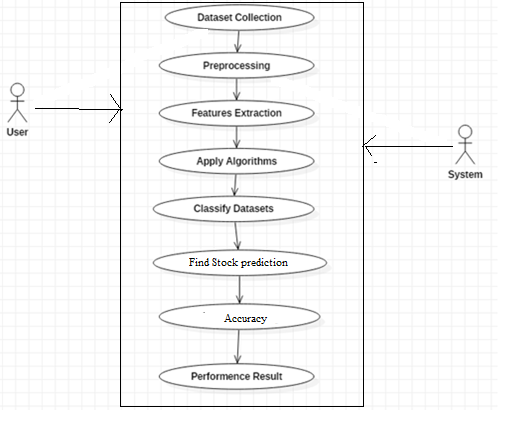 Dataset Collection
Preprocessing
Features Extraction
User
Apply Algorithms
System
Classify Datasets
Find Stock prediction
Accuracy
Performence Result